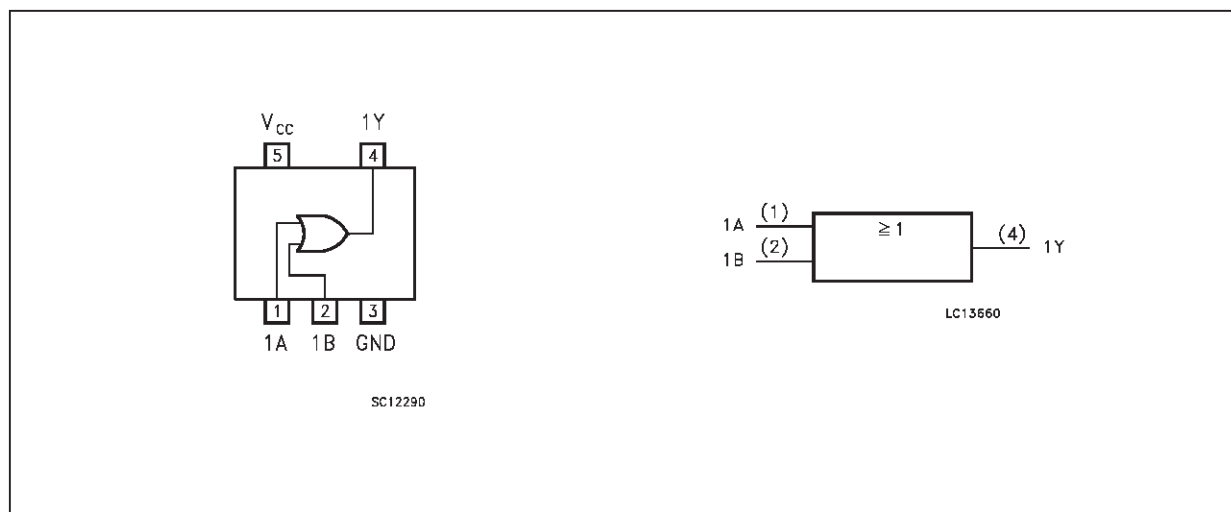 VCC 1Y
5 4
1 2 3
1A 1B GND
SC12290
1A (1) ≧ 1
1B (2) (4) 1Y
LC13660